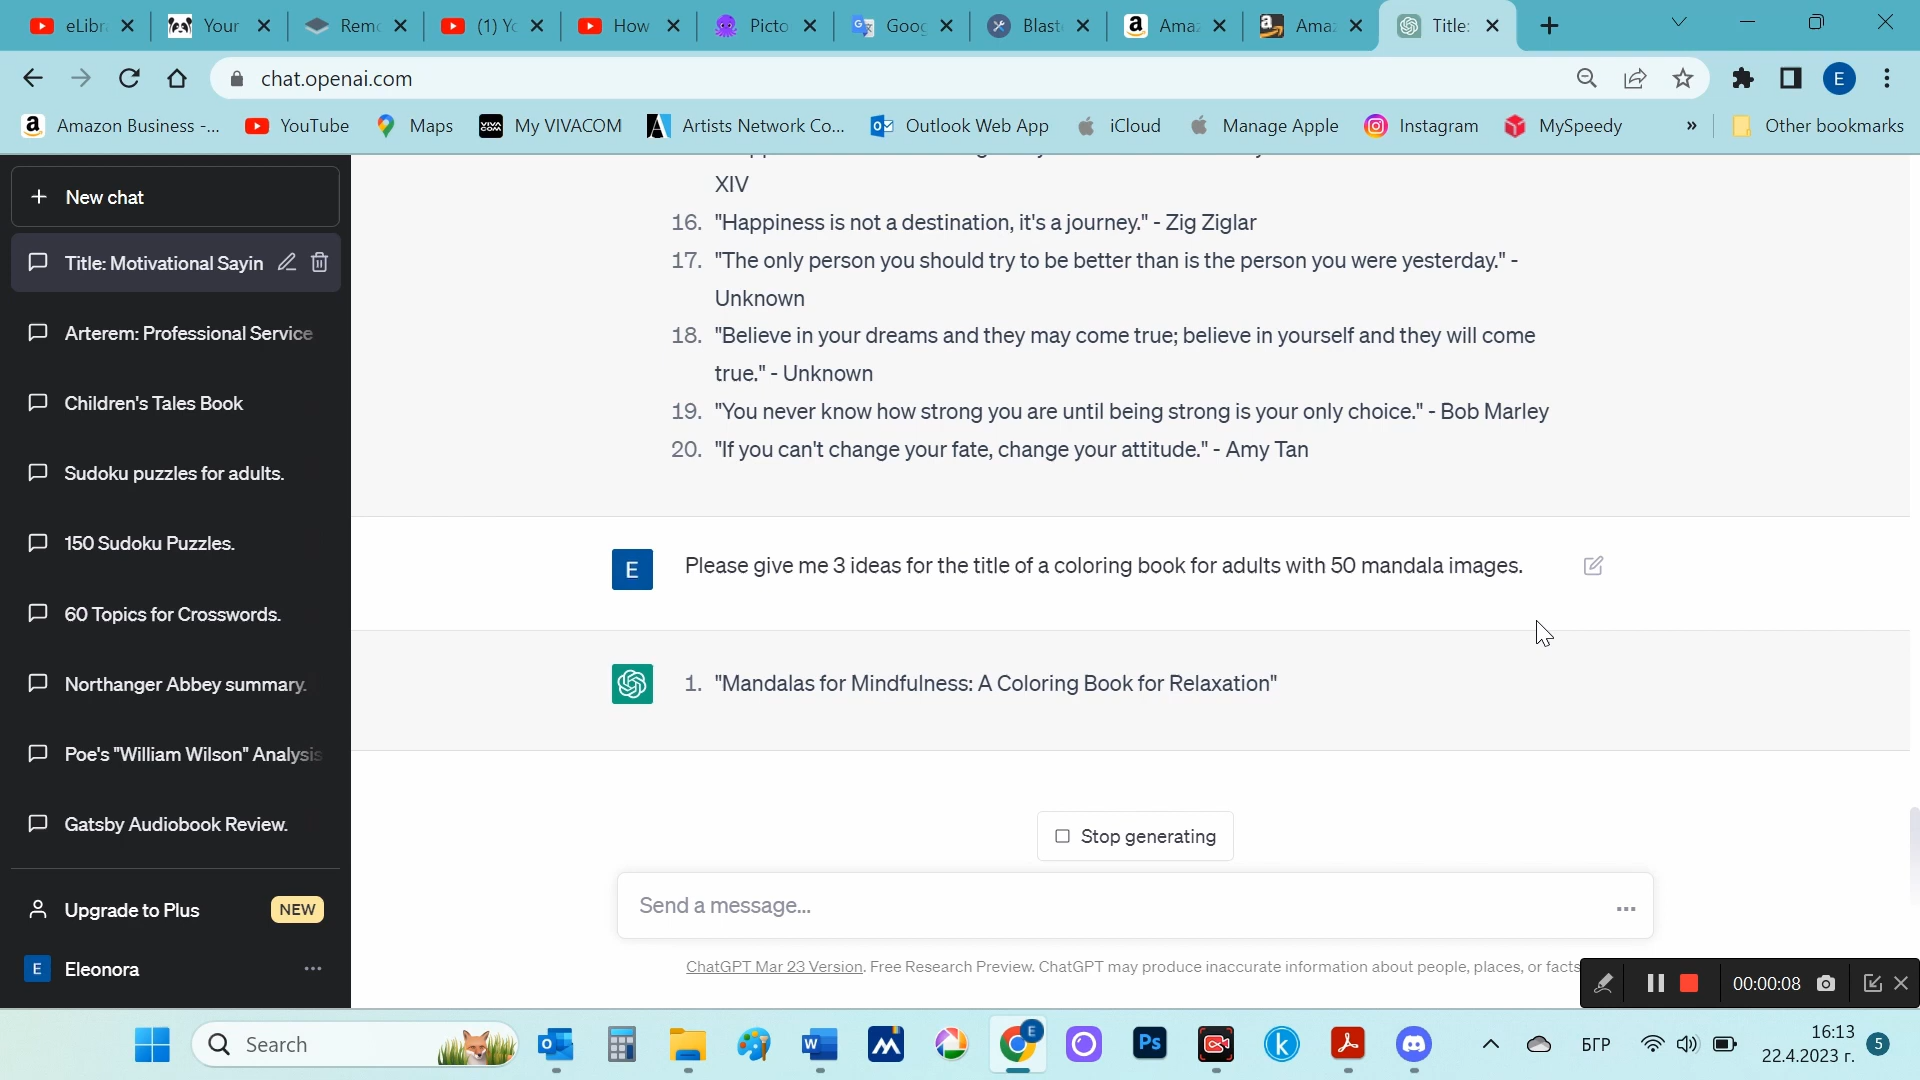 eLibr
Your
Remo
(1) Yo
How
Picto
Goog
Blast
Amaz
Amaz
Title:
chat.openai.com
E
Amazon Business -...
YouTube
Maps
My VIVACOM
Artists Network Co...
Outlook Web App
iCloud
Manage Apple
Instagram
MySpeedy
»
Other bookmarks
New chat
Title: Motivational Sayin
Arterem: Professional Service
Children's Tales Book
Sudoku puzzles for adults.
150 Sudoku Puzzles.
60 Topics for Crosswords.
Northanger Abbey summary.
Poe's "William Wilson" Analysis
Gatsby Audiobook Review.
Upgrade to Plus NEW
E Eleonora
XIV
16. "Happiness is not a destination, it's a journey." - Zig Ziglar
17. "The only person you should try to be better than is the person you were yesterday." -
Unknown
18. "Believe in your dreams and they may come true; believe in yourself and they will come
true." - Unknown
19. "You never know how strong you are until being strong is your only choice." - Bob Marley
20. "If you can't change your fate, change your attitude." - Amy Tan
E Please give me 3 ideas for the title of a coloring book for adults with 50 mandala images.
1. "Mandalas for Mindfulness: A Coloring Book for Relaxation"
Stop generating
Send a message...
ChatGPT Mar 23 Version. Free Research Preview. ChatGPT may produce inaccurate information about people, places, or facts
00:00:08
Search
E
Ps
БГР
16:13
22.4.2023 г.
5